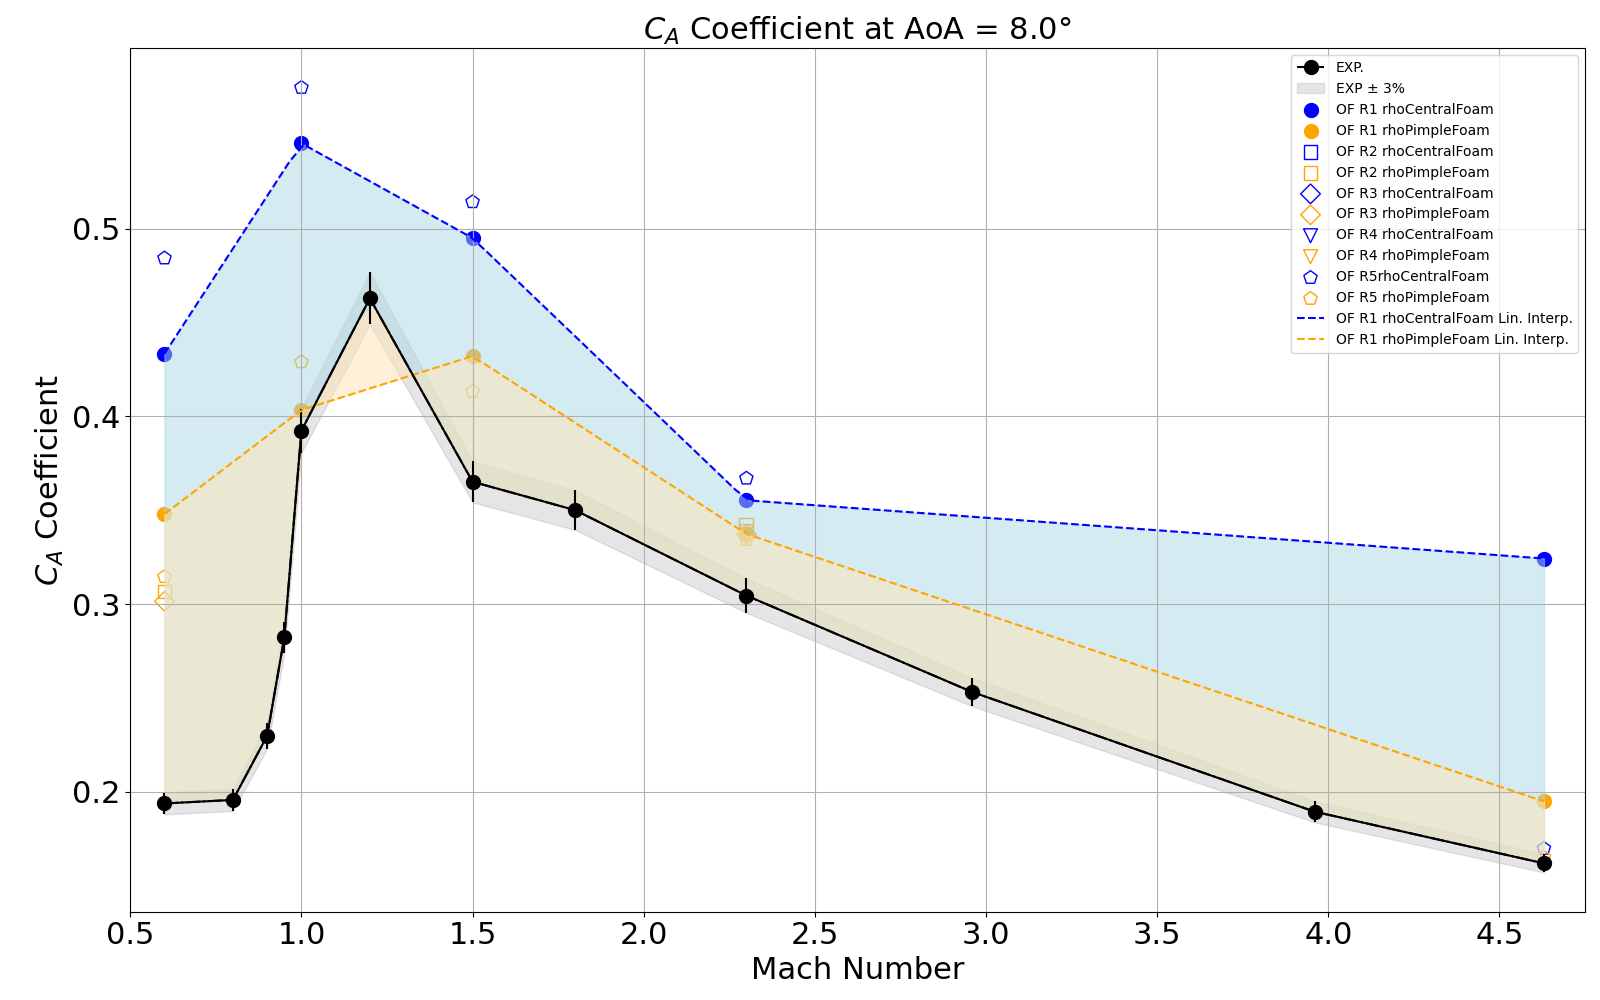 C_A Coefficient at AoA = 8.0°
EXP.
EXP ± 3%
OF R1 rhoCentralFoam
OF R1 rhoPimpleFoam
OF R2 rhoCentralFoam
OF R2 rhoPimpleFoam
OF R3 rhoCentralFoam
OF R3 rhoPimpleFoam
OF R4 rhoCentralFoam
OF R4 rhoPimpleFoam
OF R5rhoCentralFoam
OF R5 rhoPimpleFoam
OF R1 rhoCentralFoam Lin. Interp.
OF R1 rhoPimpleFoam Lin. Interp.
C_A Coefficient
0.5
0.4
0.3
0.2
0.5 1.0 1.5 2.0 2.5 3.0 3.5 4.0 4.5
Mach Number